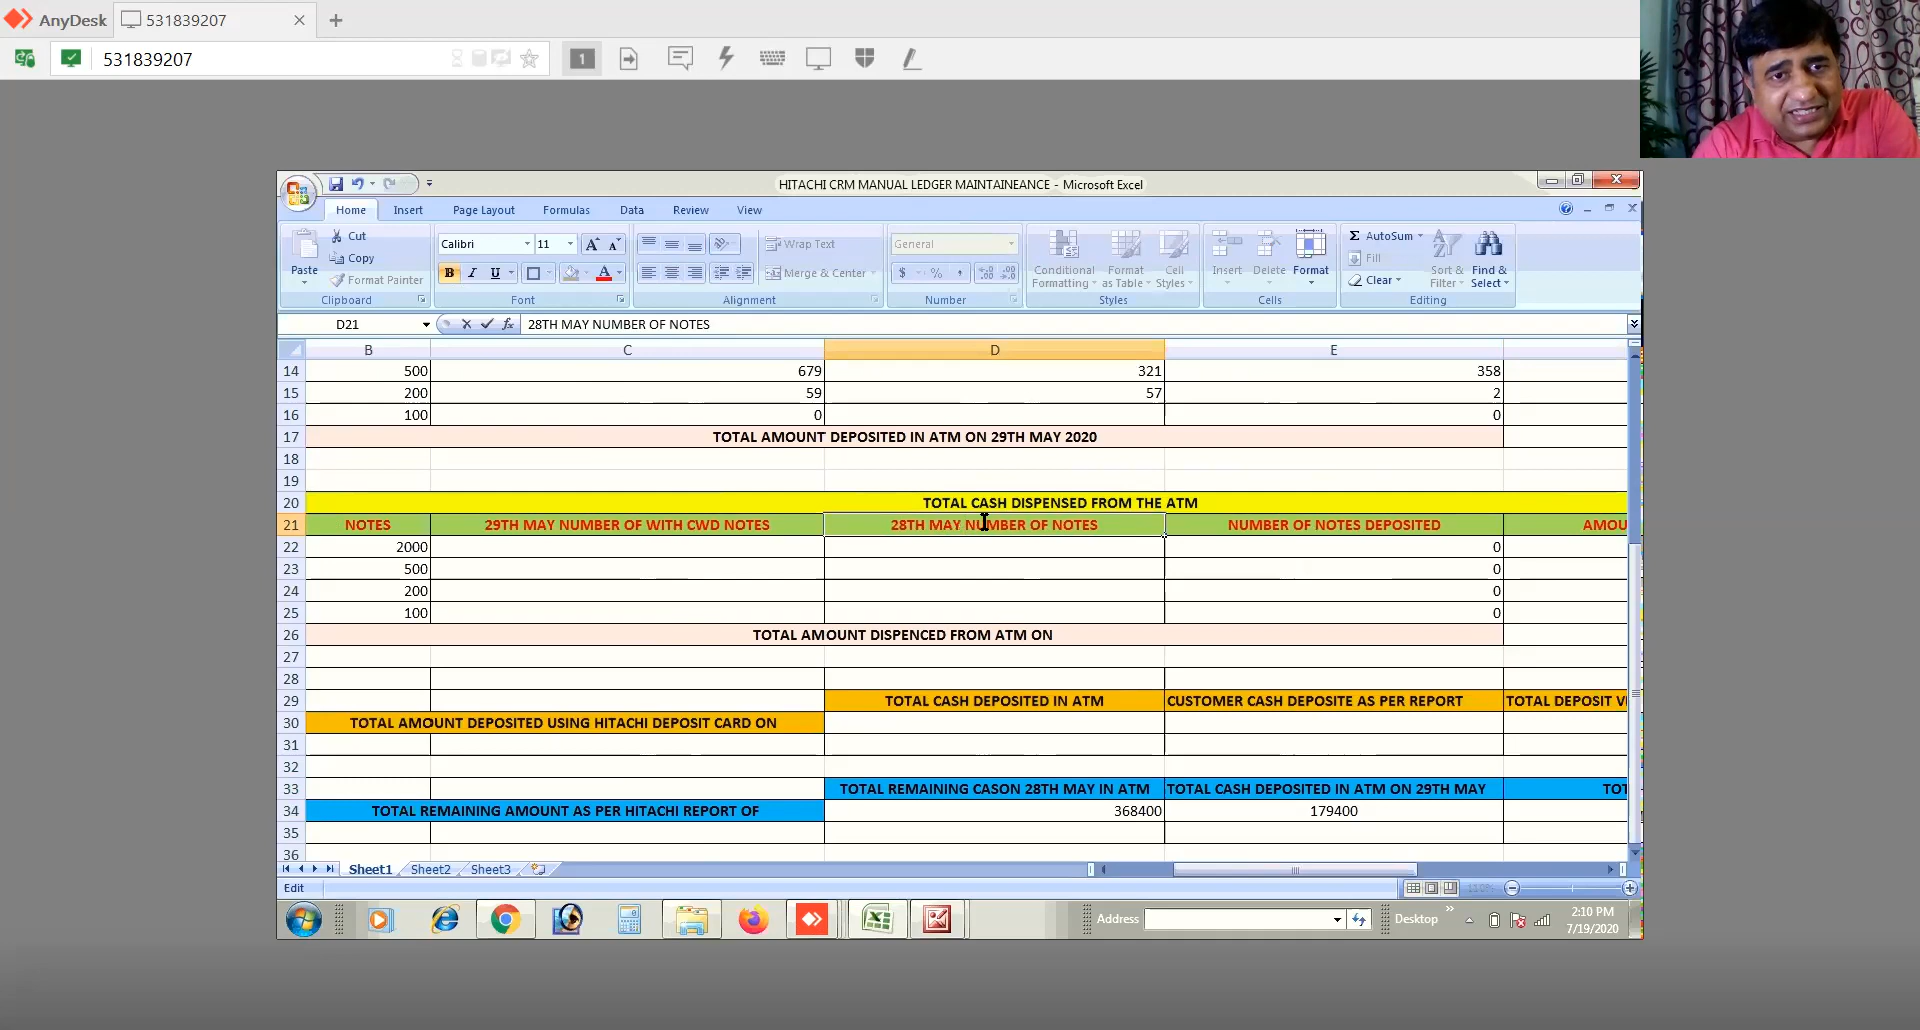 AnyDesk 531839207
531839207 1
HITACHI CRM MANUAL LEDGER MAINTAINEANCE - Microsoft Excel
Home Insert Page Layout Formulas Data Review View
Cut Calibri 11 Wrap Text General AutoSum
Paste Copy Conditional Formatting Format as Table Cell Styles Insert Delete Format Fill Sort & Filter Find & Select
Format Painter B I U Merge & Center $ % , Clear
Clipboard Font Alignment Number Styles Cells Editing
D21 fx 28TH MAY NUMBER OF NOTES
B C D E
14 500 679 321 358
15 200 59 57 2
16 100 0 0
17 TOTAL AMOUNT DEPOSITED IN ATM ON 29TH MAY 2020
18
19
20 TOTAL CASH DISPENSED FROM THE ATM
21 NOTES 29TH MAY NUMBER OF WITH CWD NOTES 28TH MAY NUMBER OF NOTES NUMBER OF NOTES DEPOSITED AMOU
22 2000 0
23 500 0
24 200 0
25 100 0
26 TOTAL AMOUNT DISPENCED FROM ATM ON
27
28
29 TOTAL CASH DEPOSITED IN ATM CUSTOMER CASH DEPOSITE AS PER REPORT TOTAL DEPOSIT
30 TOTAL AMOUNT DEPOSITED USING HITACHI DEPOSIT CARD ON
31
32
33 TOTAL REMAINING CASON 28TH MAY IN ATM TOTAL CASH DEPOSITED IN ATM ON 29TH MAY TOT
34 TOTAL REMAINING AMOUNT AS PER HITACHI REPORT OF 368400 179400
35
36
Sheet1 Sheet2 Sheet3
Edit
Address Desktop 2:10 PM
7/19/2020